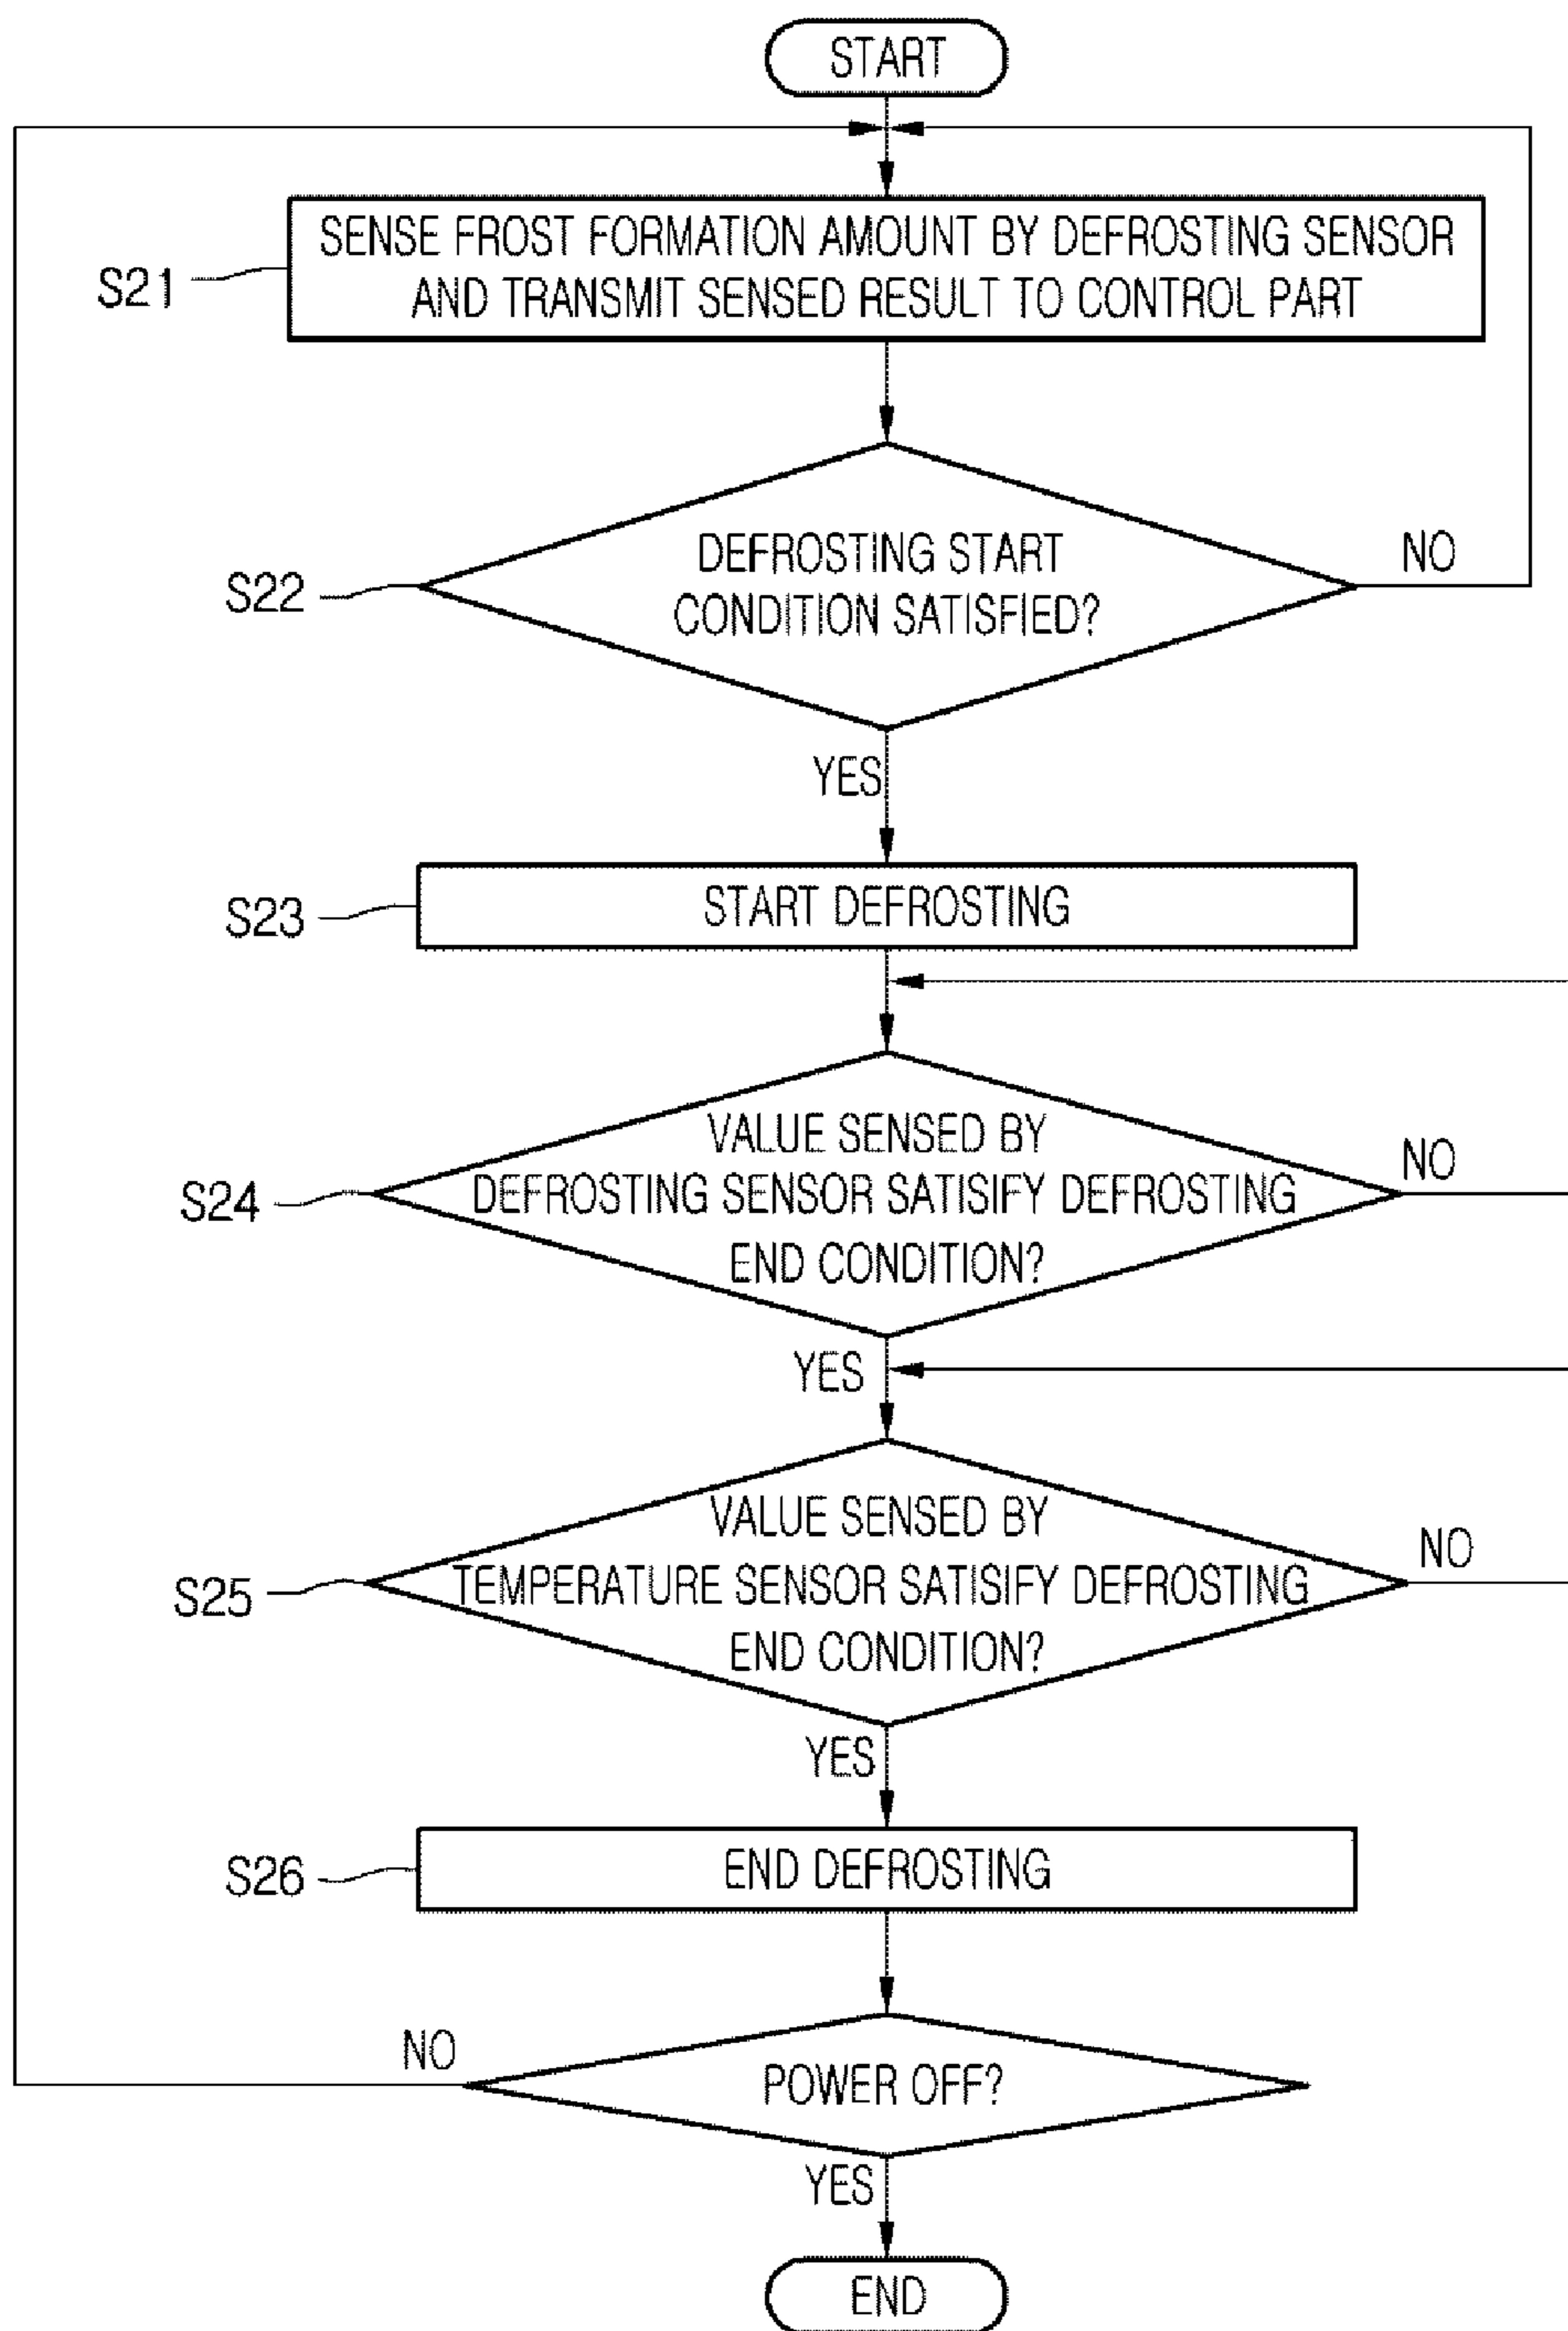 START
SENSE FROST FORMATION AMOUNT BY DEFROSTING SENSOR
AND TRANSMIT SENSED RESULT TO CONTROL PART
S21
DEFROSTING START
CONDITION SATISFIED?
NO
S22
YES
START DEFROSTING
S23
VALUE SENSED BY
DEFROSTING SENSOR SATISIFY DEFROSTING
END CONDITION?
NO
S24
YES
VALUE SENSED BY
TEMPERATURE SENSOR SATISIFY DEFROSTING
END CONDITION?
NO
S25
YES
END DEFROSTING
S26
NO
POWER OFF?
YES
END